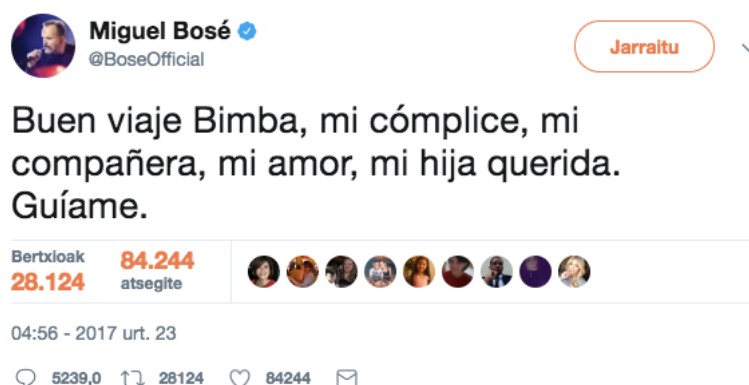 Miguel Bosé
@BoseOfficial
Jarraitu
Buen viaje Bimba, mi cómplice, mi
compañera, mi amor, mi hija querida.
Guíame.
Bertxioak
28.124
84.244
atsegite
04:56 - 2017 urt. 23
5239,0 28124 84244